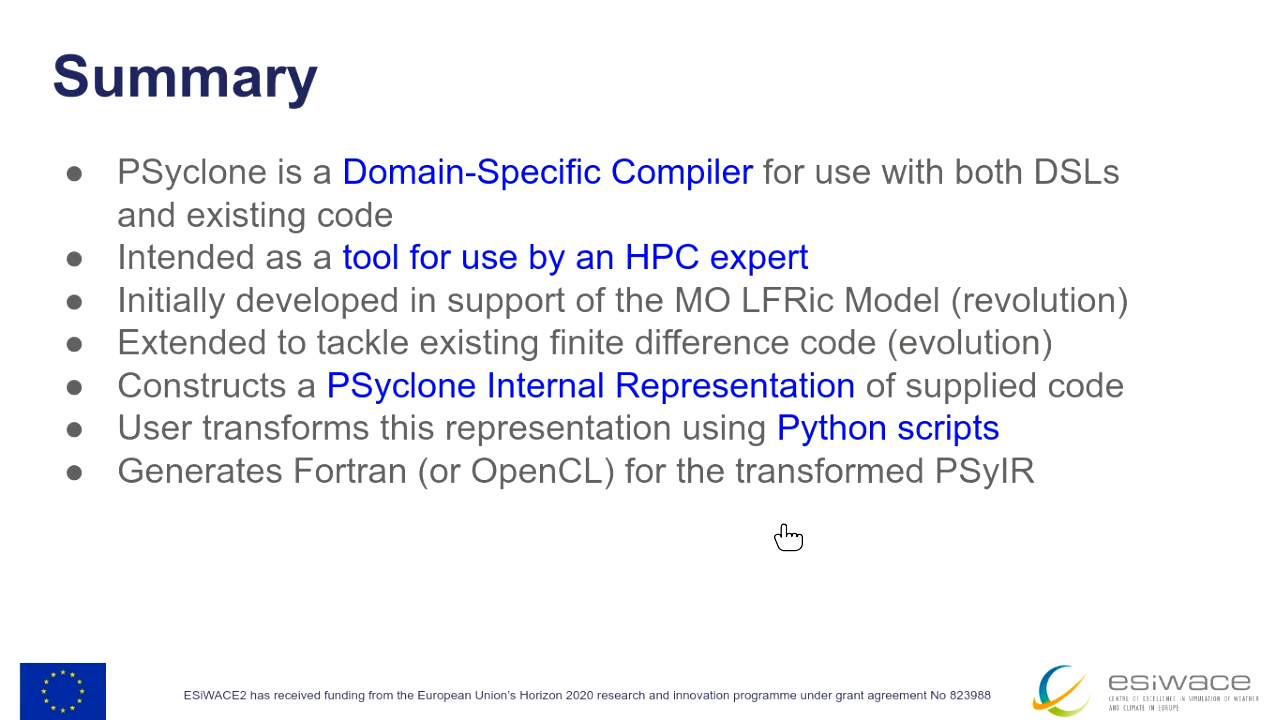 Summary
● PSyclone is a Domain-Specific Compiler for use with both DSLs
and existing code
● Intended as a tool for use by an HPC expert
● Initially developed in support of the MO LFRic Model (revolution)
● Extended to tackle existing finite difference code (evolution)
● Constructs a PSyclone Internal Representation of supplied code
● User transforms this representation using Python scripts
● Generates Fortran (or OpenCL) for the transformed PSyIR
ESiWACE2 has received funding from the European Union's Horizon 2020 research and innovation programme under grant agreement No 823988
esiwace
CENTRE OF EXCELLENCE IN SIMULATION OF WEATHER
AND CLIMATE IN EUROPE